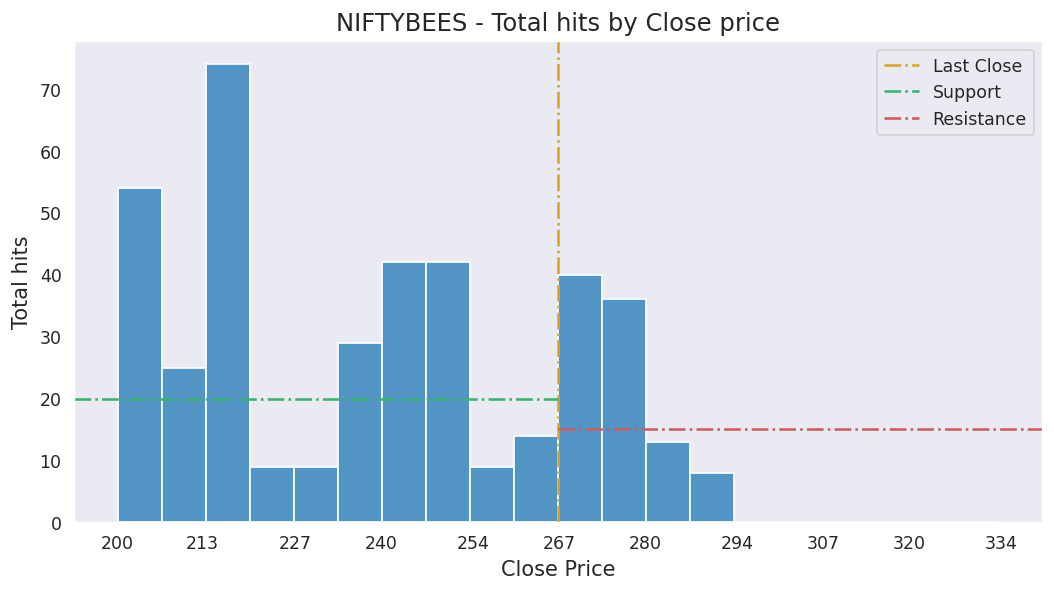 NIFTYBEES - Total hits by Close price
Last Close
Support
Resistance
Total hits
70
60
50
40
30
20
10
0
200 213 227 240 254 267 280 294 307 320 334
Close Price